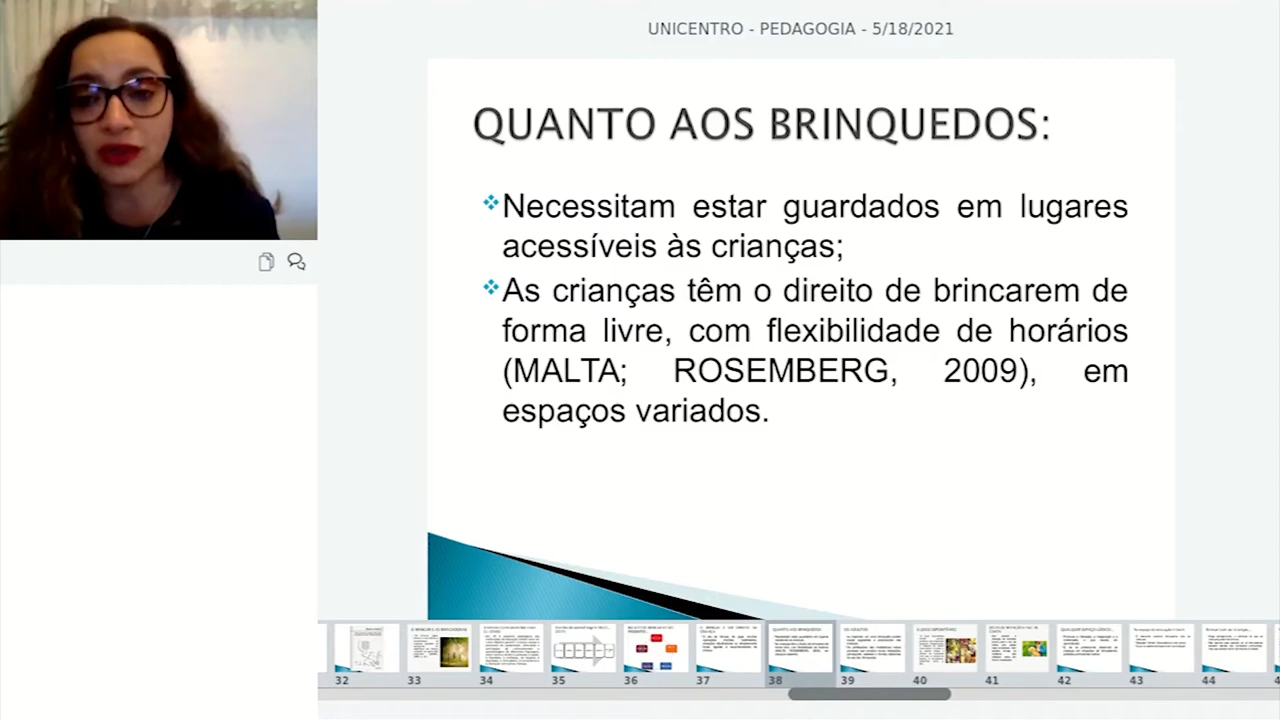 UNICENTRO - PEDAGOGIA - 5/18/2021
QUANTO AOS BRINQUEDOS:
Necessitam estar guardados em lugares
acessíveis às crianças;
As crianças têm o direito de brincarem de
forma livre, com flexibilidade de horários
(MALTA; ROSEMBERG, 2009), em
espaços variados.
32 33 34 35 36 37 38 39 40 41 42 43 44